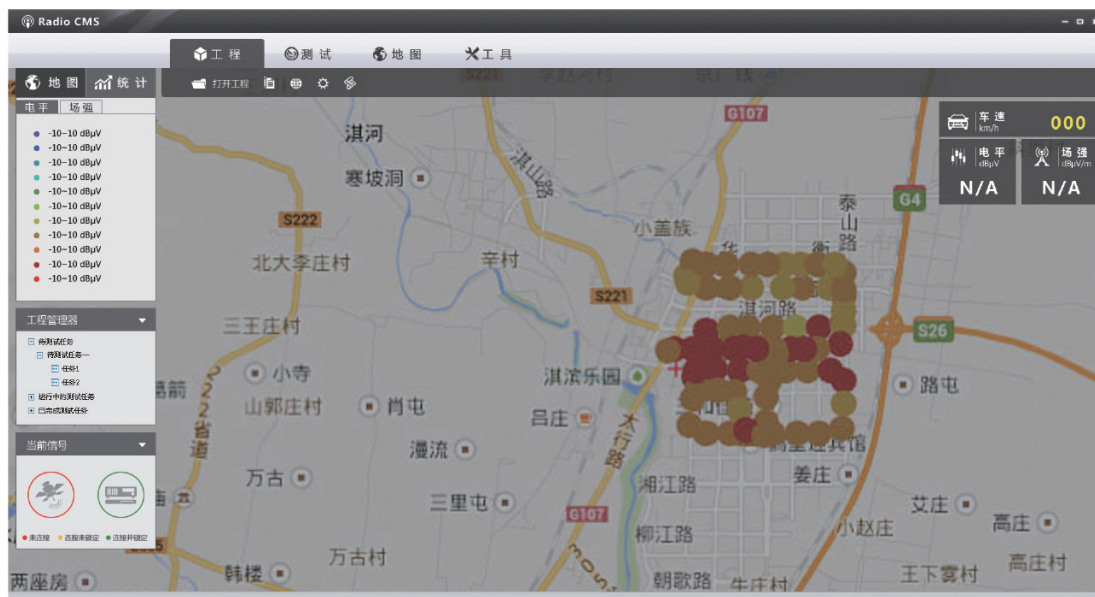 Radio CMS
工程
测试
地图
工具
地图
统计
打开工程
电平
场强
-10~10 dBμV
-10~10 dBμV
-10~10 dBμV
-10~10 dBμV
-10~10 dBμV
-10~10 dBμV
-10~10 dBμV
-10~10 dBμV
-10~10 dBμV
-10~10 dBμV
-10~10 dBμV
工程管理器
待测试任务
待测试任务一
任务1
任务2
进行中的测试任务
已完成测试任务
当前信号
未连接
连接未锁定
连接并锁定
车速
km/h
000
电平
dBμV
N/A
场强
dBμV/m
N/A
S221
G107
淇河
淇山路
寒坡洞
S222
小盖族
泰山路
G4
北大李庄村
辛村
S221
淇河路
S26
三王庄村
小寺
淇滨乐园
路屯
222省道
山郭庄村
肖屯
吕庄
太行路
漫流
姜庄
万古
湘江路
三里屯
艾庄
G107
小赵庄
高庄
柳江路
万古村
高庄村
韩楼
朝歌路
牛庄村
王下雾村
两座房